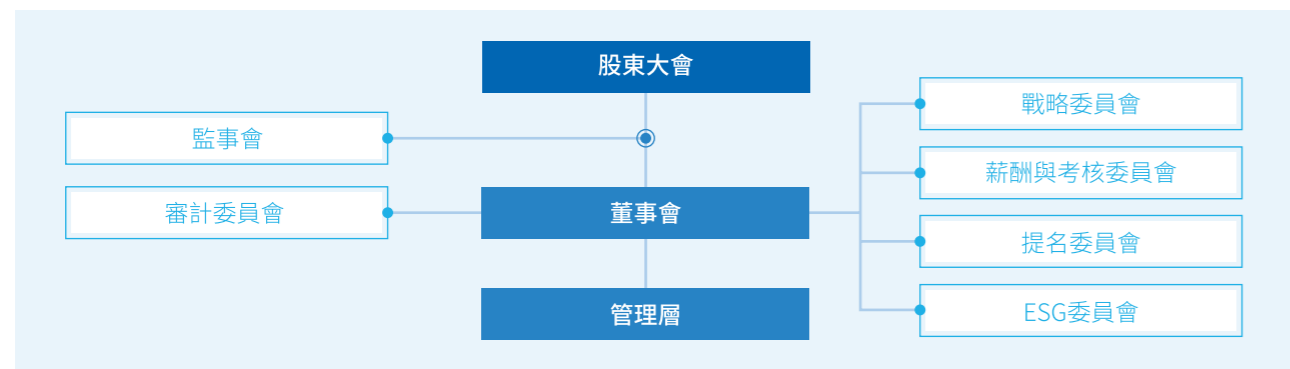 股東大會
監事會
審計委員會
董事會
管理層
戰略委員會
薪酬與考核委員會
提名委員會
ESG委員會